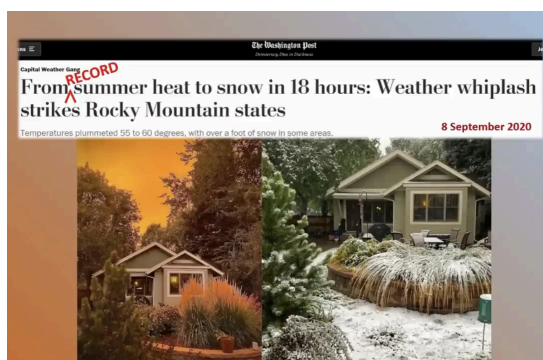 ons
The Washington Post
Democracy Dies in Darkness
Capital Weather Gang
RECORD
From summer heat to snow in 18 hours: Weather whiplash
strikes Rocky Mountain states
8 September 2020
Temperatures plummeted 55 to 60 degrees, with over a foot of snow in some areas.